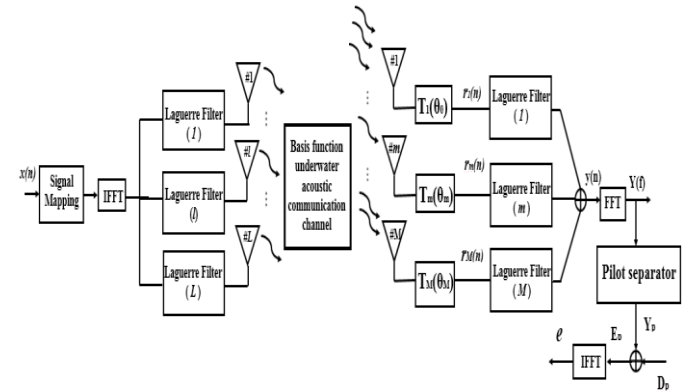 x(n)
Signal
Mapping
IFFT
Laguerre Filter
(1)
Laguerre Filter
(l)
Laguerre Filter
(L)
#1
#l
#L
Basis function
underwater
acoustic
communication
channel
#1
#m
#M
T1(θ0)
Tm(θm)
TM(θM)
r1(n)
rm(n)
rM(n)
Laguerre Filter
(1)
Laguerre Filter
(m)
Laguerre Filter
(M)
y(n)
FFT
Y(f)
Pilot separator
YP
DP
EP
IFFT
e